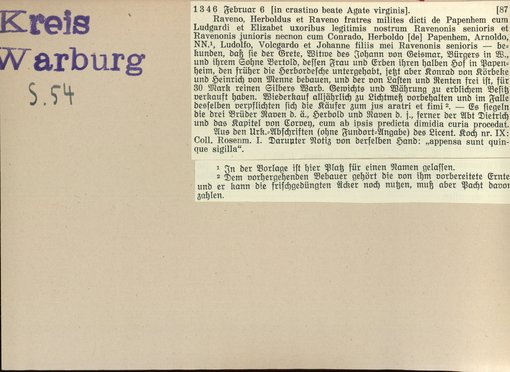 Kreis
Warburg
S. 54
1346 Februar 6 [in crastino beate Agate virginis]. [87
Raveno, Herboldus et Raveno fratres milites dicti de Papenhem cum
Ludgardi et Elizabet uxoribus legitimis nostrum Ravenonis senioris et
Ravenonis junioris necnon cum Conrado, Herboldo [de] Papenhem, Arnoldo,
NN.¹, Ludolfo, Volcgardo et Johanne filiis mei Ravenonis senioris — be-
kunden, daß sie der Grete, Witwe des Johann von Geismar, Bürgers in W.,
und ihrem Sohne Bertold, dessen Frau und Erben ihren halben Hof in Papen-
heim, den früher die Herbordesche untergehabt, jetzt aber Konrad von Körbeke
und Heinrich von Menne bebauen, und der von Lasten und Renten frei ist, für
30 Mark reinen Silbers Warb. Gewichts und Währung zu erblichem Besitz
verkauft haben. Wiederkauf alljährlich zu Lichtmeß vorbehalten und im Falle
desselben verpflichten sich die Käufer zum jus aratri et fimi ². — Es siegeln
die drei Brüder Raven d. ä., Herbold und Raven d. j., ferner der Abt Dietrich
und das Kapitel von Corvey, cum ab ipsis predicta dimidia curia procedat.
Aus den Urk.-Abschriften (ohne Fundort-Angabe) des Licent. Koch nr. IX:
Coll. Rosenm. I. Darunter Notiz von derselben Hand: „appensa sunt quin-
que sigilla“.
¹ In der Vorlage ist hier Platz für einen Namen gelassen.
² Dem vorhergehenden Bebauer gehört die von ihm vorbereitete Ernte
und er kann die frischgedüngten Äcker noch nutzen, muß aber Pacht davon
zahlen.